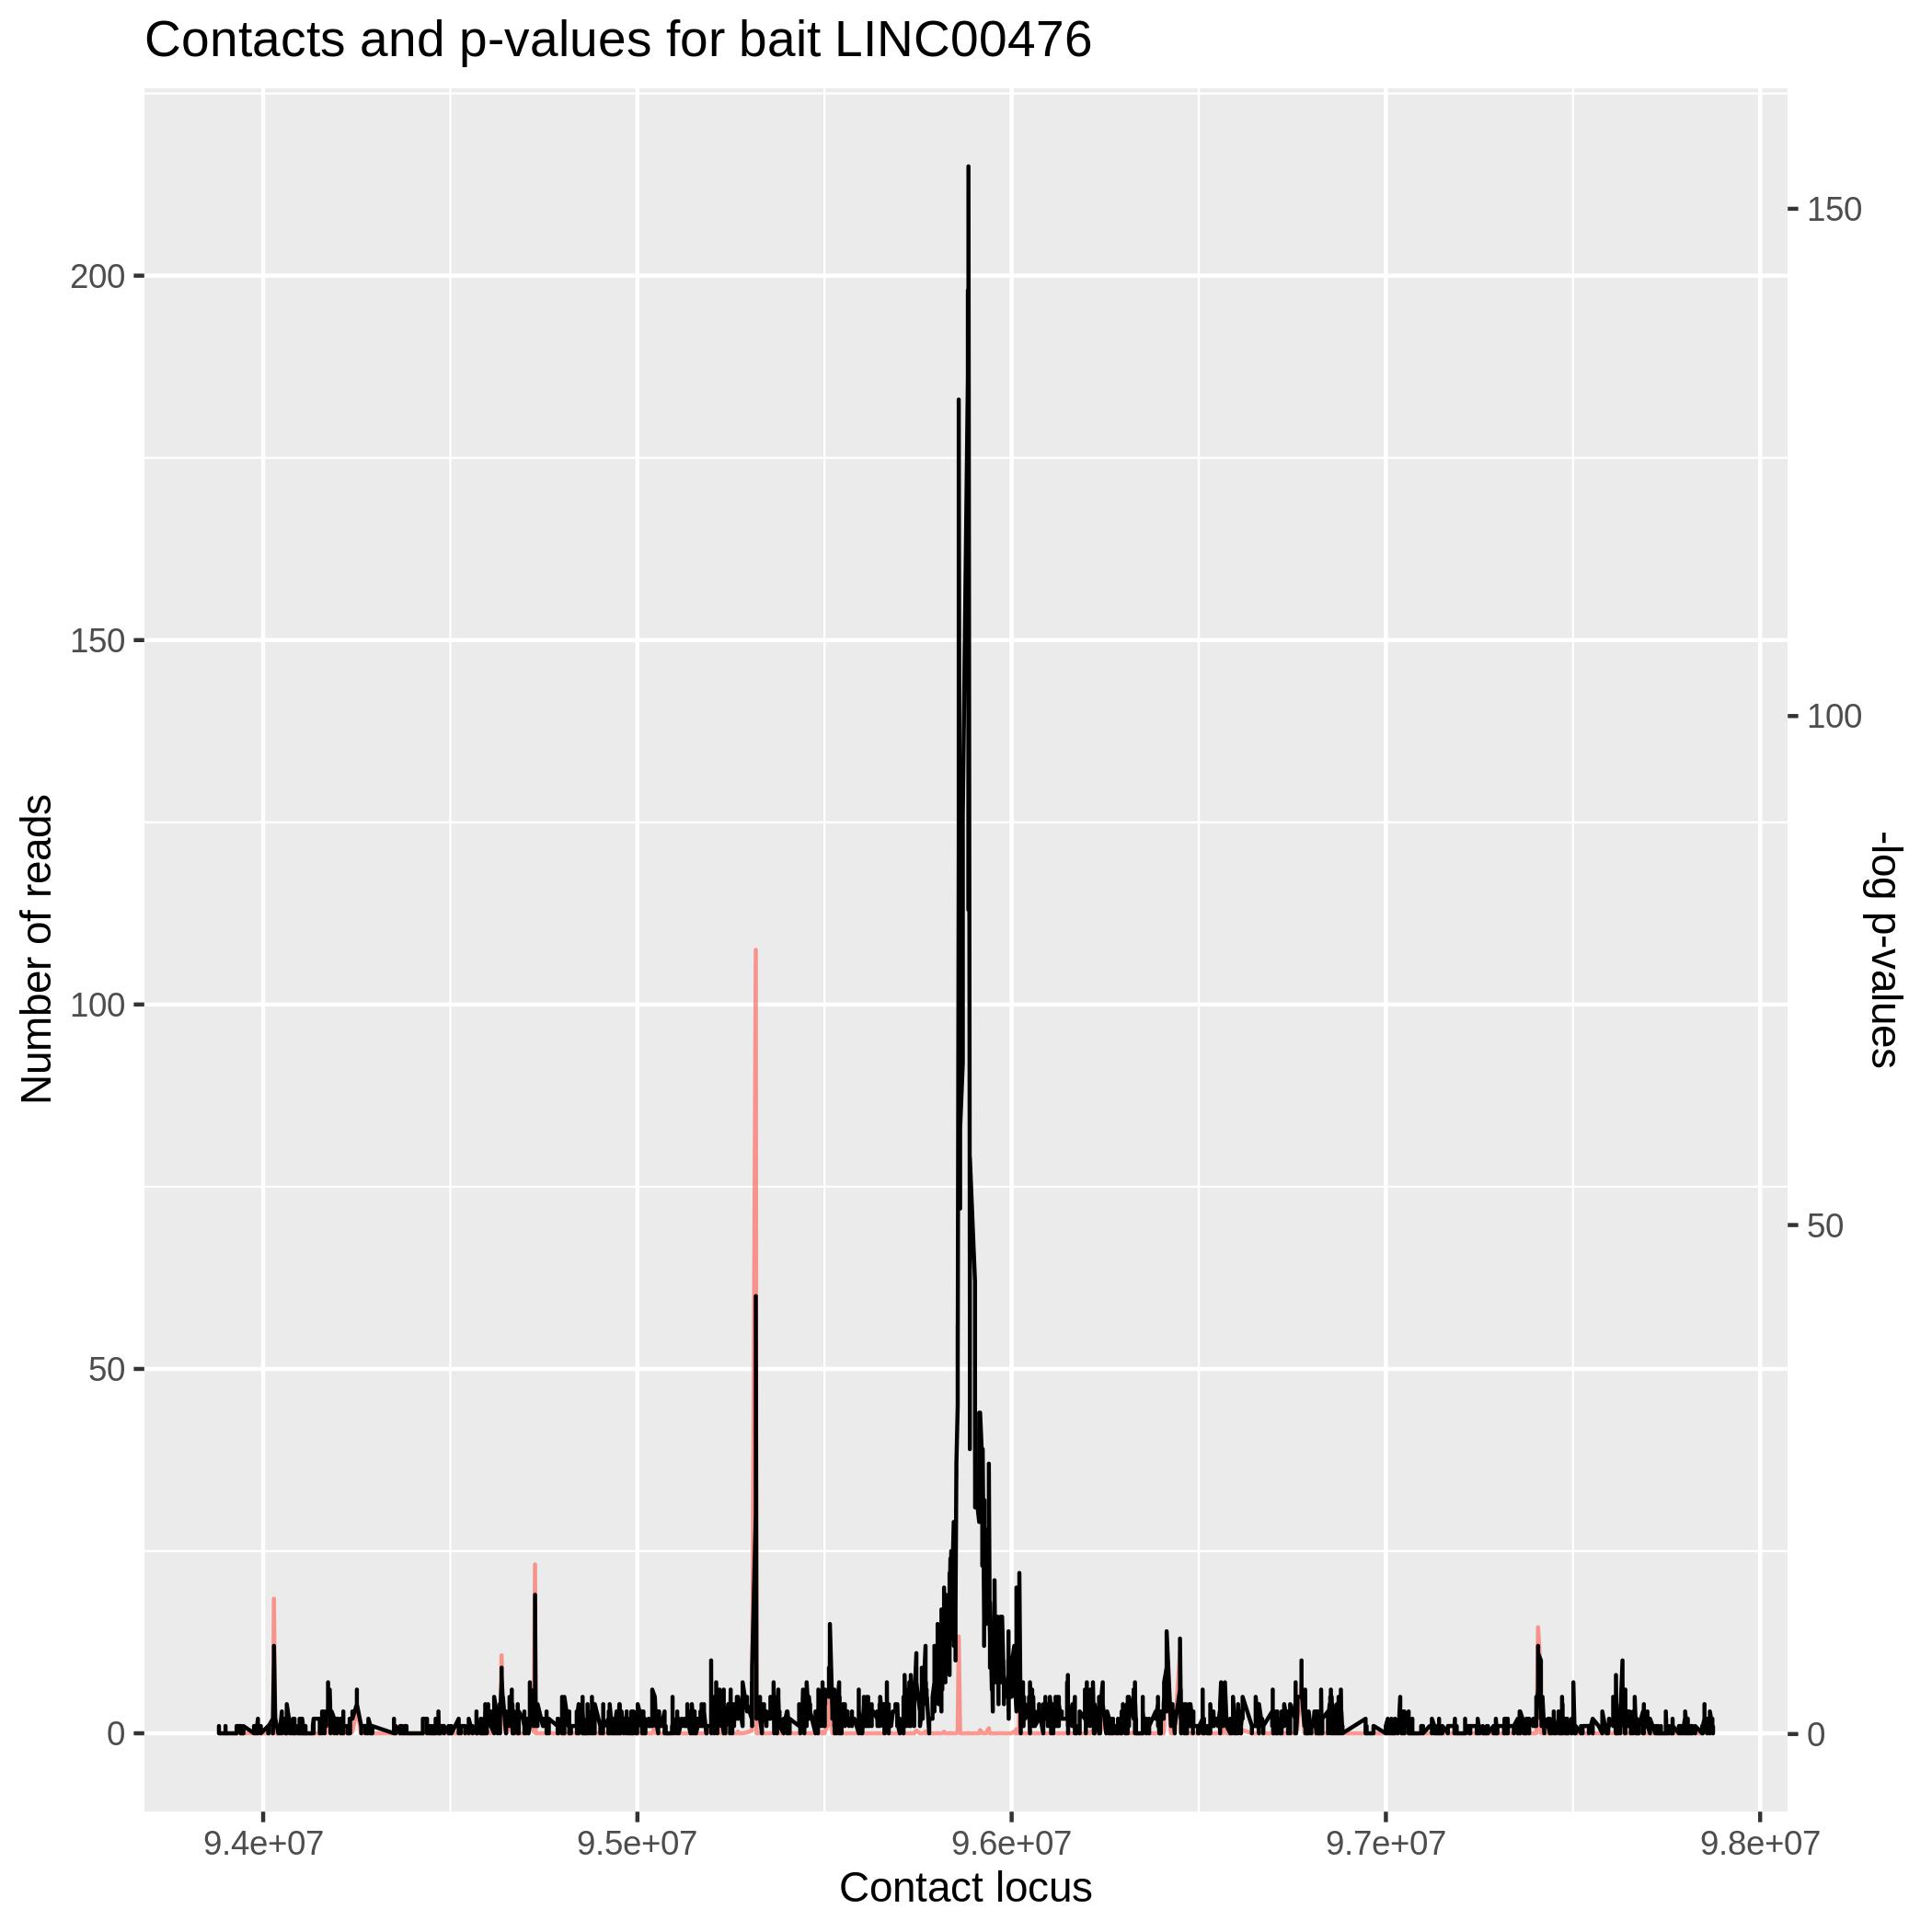 Contacts and p-values for bait LINC00476
200
150
100
50
0
Number of reads
150
100
50
0
-log p-values
9.4e+07
9.5e+07
9.6e+07
9.7e+07
9.8e+07
Contact locus